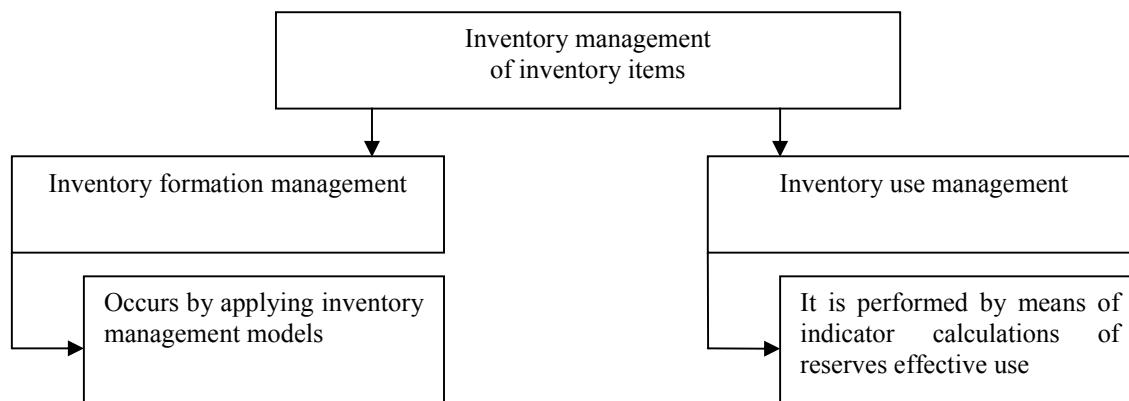 Inventory management
of inventory items
Inventory formation management
Inventory use management
Occurs by applying inventory
management models
It is performed by means of
indicator calculations of
reserves effective use